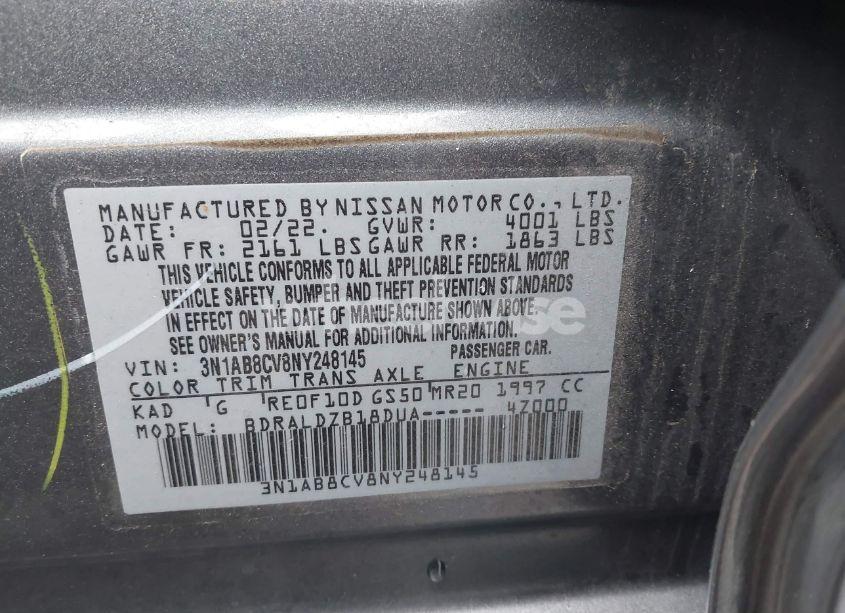 MANUFACTURED BY NISSAN MOTOR CO., LTD.
DATE: 02/22. GVWR: 4001 LBS
GAWR FR: 2161 LBS GAWR RR: 1863 LBS
THIS VEHICLE CONFORMS TO ALL APPLICABLE FEDERAL MOTOR
VEHICLE SAFETY, BUMPER AND THEFT PREVENTION STANDARDS
IN EFFECT ON THE DATE OF MANUFACTURE SHOWN ABOVE.
SEE OWNER'S MANUAL FOR ADDITIONAL INFORMATION.
VIN: 3N1AB8CV8NY248145 PASSENGER CAR.
COLOR TRIM TRANS AXLE ENGINE
KAD G RE0F10D GS50 MR20 1997 CC
MODEL: BDRALDZB18DUA----- 4Z000
3N1AB8CV8NY248145